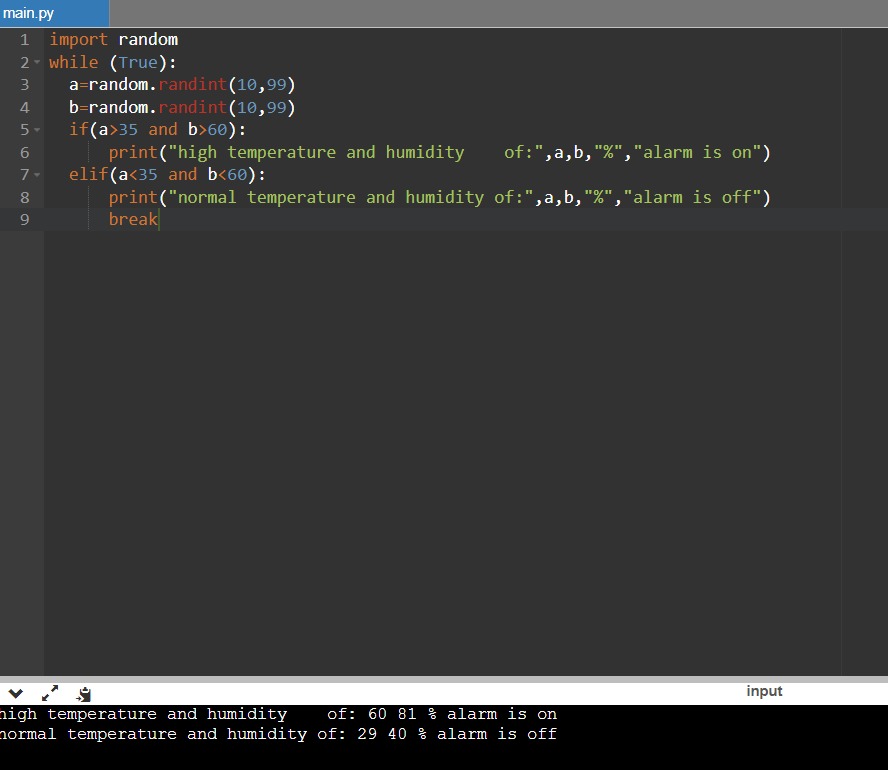 main.py
1 import random
2 while (True):
3   a=random.randint(10,99)
4   b=random.randint(10,99)
5   if(a>35 and b>60):
6       print("high temperature and humidity    of:",a,b,"%","alarm is on")
7   elif(a<35 and b<60):
8       print("normal temperature and humidity of:",a,b,"%","alarm is off")
9       break
input
high temperature and humidity    of: 60 81 % alarm is on
normal temperature and humidity of: 29 40 % alarm is off